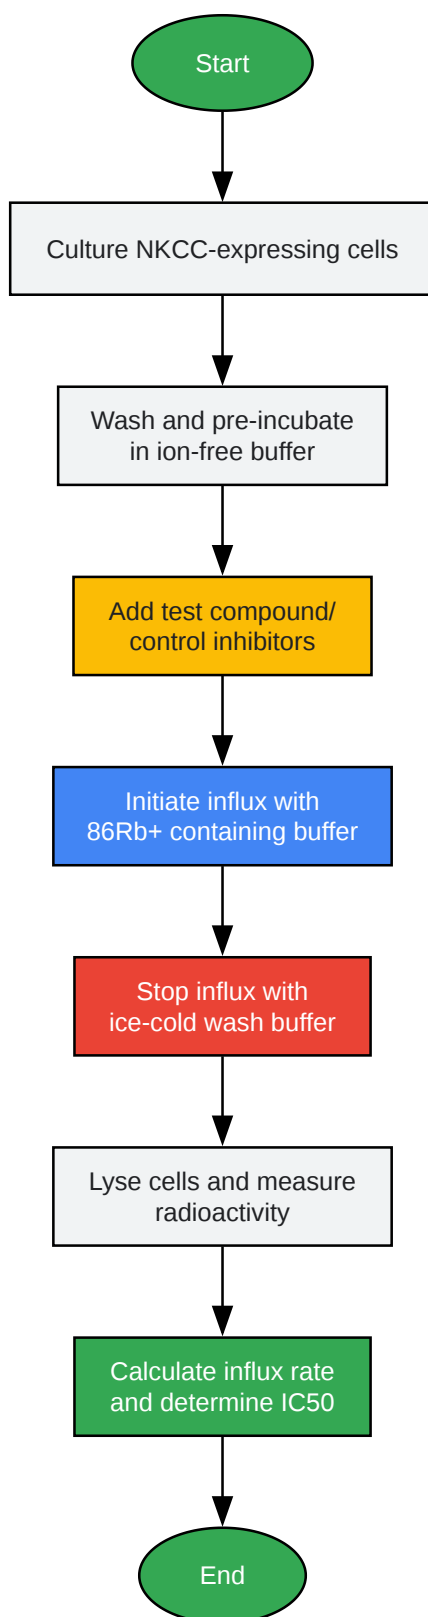 Start
Culture NKCC-expressing cells
Wash and pre-incubate
in ion-free buffer
Add test compound/
control inhibitors
Initiate influx with
86Rb+ containing buffer
Stop influx with
ice-cold wash buffer
Lyse cells and measure
radioactivity
Calculate influx rate
and determine IC50
End